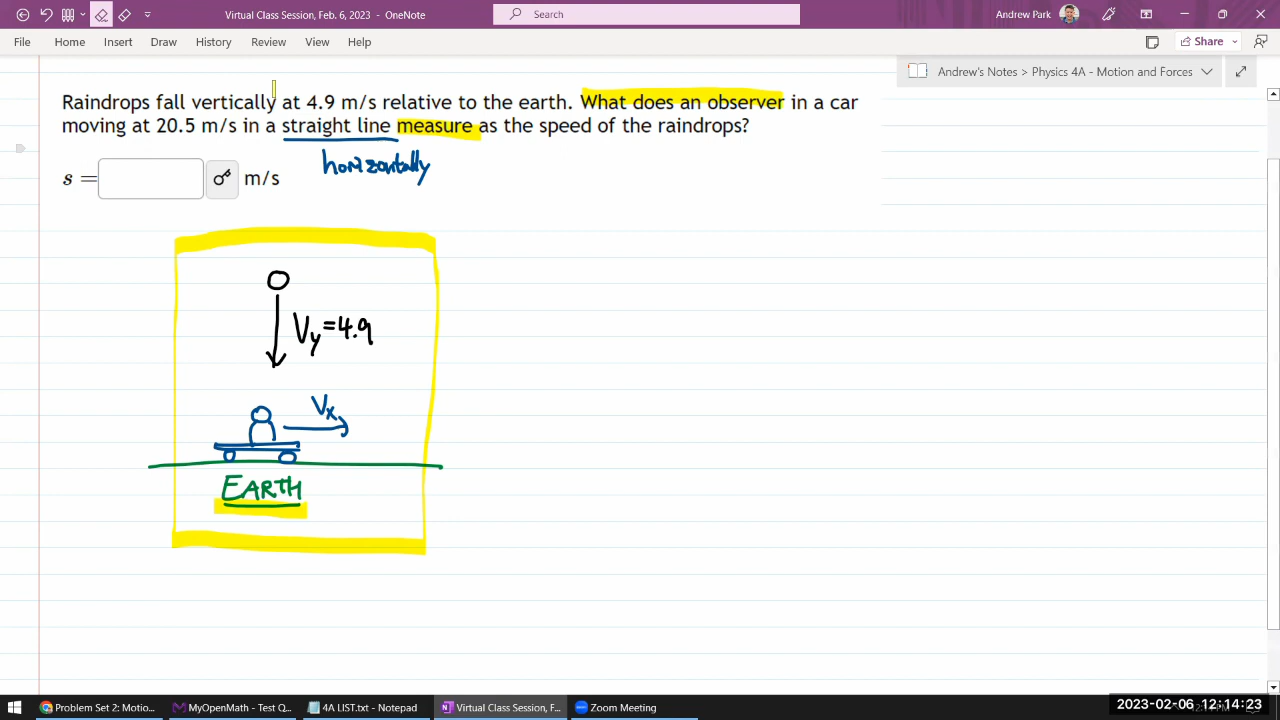 Virtual Class Session, Feb. 6, 2023 - OneNote
Search
Andrew Park
File Home Insert Draw History Review View Help
Share
Andrew's Notes > Physics 4A - Motion and Forces
Raindrops fall vertically at 4.9 m/s relative to the earth. What does an observer in a car
moving at 20.5 m/s in a straight line measure as the speed of the raindrops?
horizontally
s = m/s
Vy=4.9
Vx
EARTH
Problem Set 2: Motio...
MyOpenMath - Test Q...
4A LIST.txt - Notepad
Virtual Class Session, F...
Zoom Meeting
2023-02-06 12:14:23